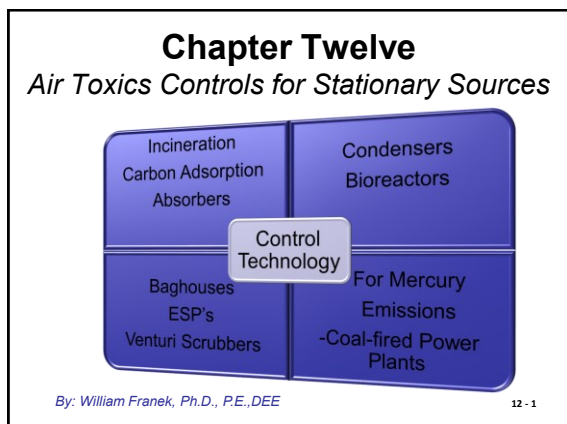 Chapter Twelve
Air Toxics Controls for Stationary Sources
Incineration
Carbon Adsorption
Absorbers
Condensers
Bioreactors
Control
Technology
Baghouses
ESP's
Venturi Scrubbers
For Mercury
Emissions
-Coal-fired Power
Plants
By: William Franek, Ph.D., P.E.,DEE
12 - 1